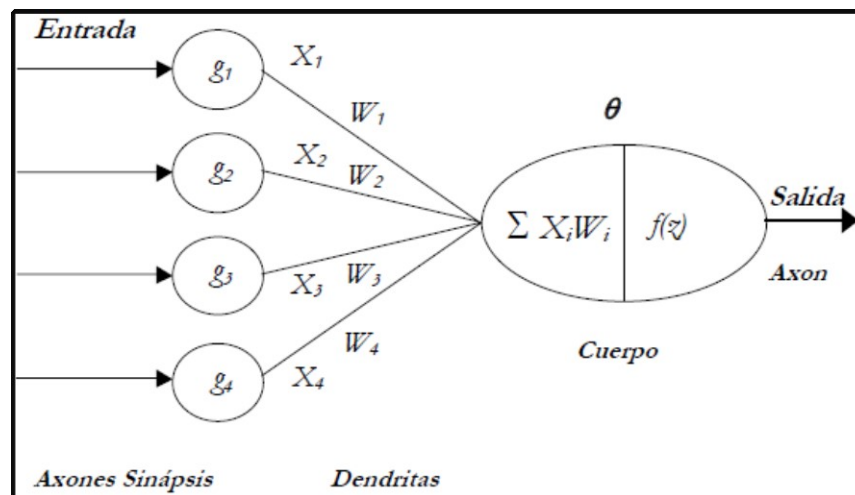 Entrada
g1 X1
W1
θ
g2 X2 W2
Σ XiWi f(z) Salida
g3 X3 W3
Axon
W4
Cuerpo
g4 X4
Axones Sinápsis Dendritas